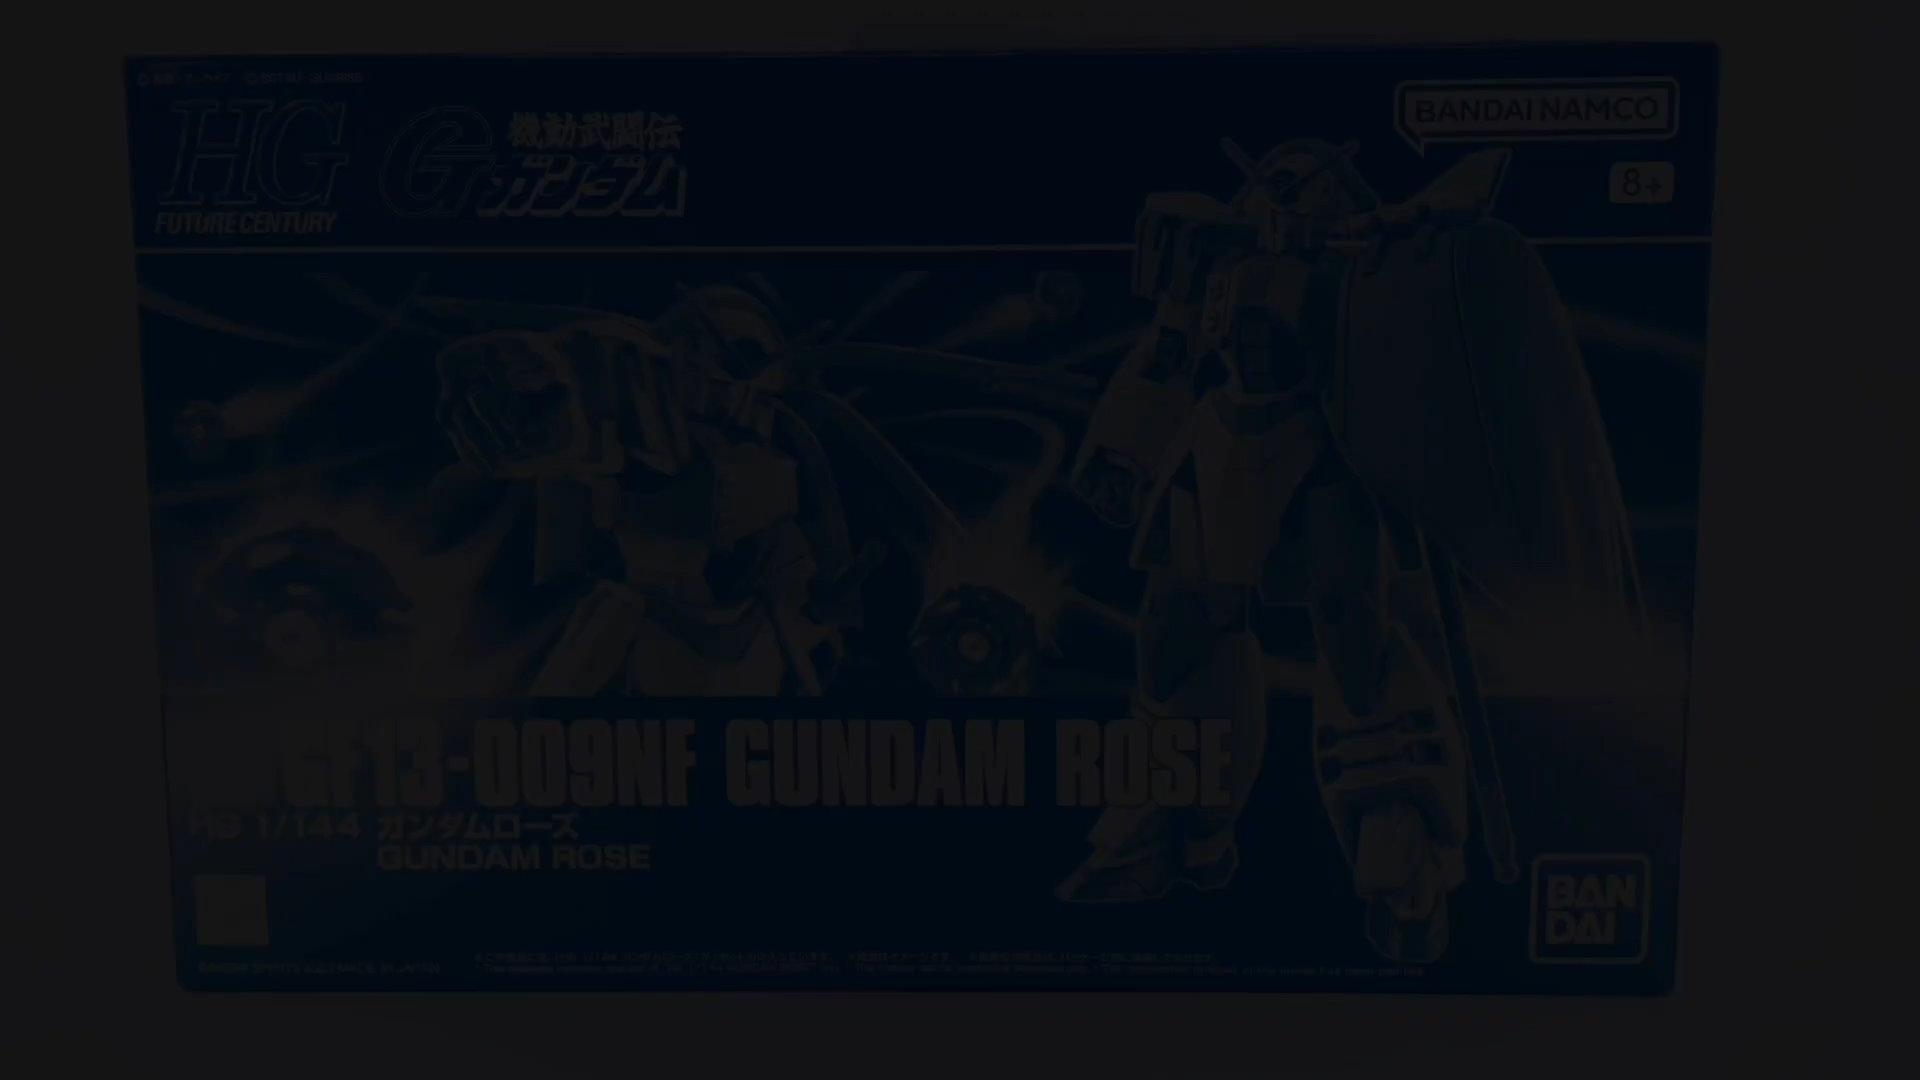 HG
FUTURE CENTURY
G
機動武闘伝
ガンダム
BANDAI NAMCO
8+
GF13-009NF GUNDAM ROSE
HG 1/144 ガンダムローズ
GUNDAM ROSE
BAN
DAI